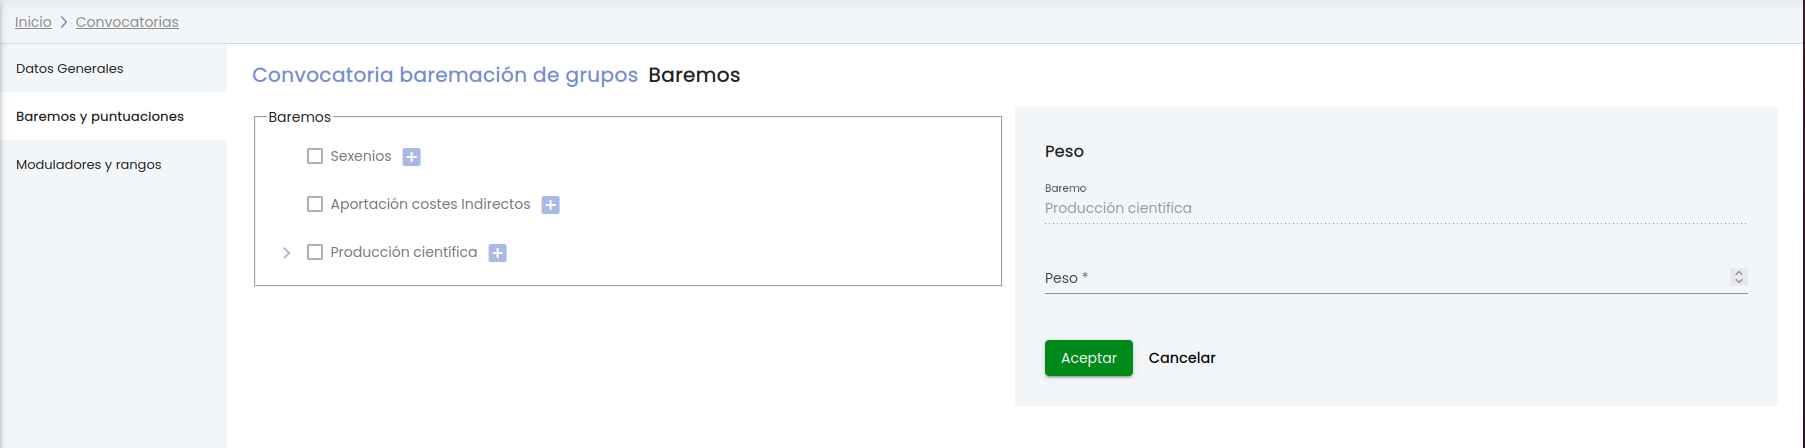 Inicio > Convocatorias
Datos Generales
Baremos y puntuaciones
Moduladores y rangos
Convocatoria baremación de grupos Baremos
Baremos
Sexenios
Aportación costes Indirectos
Producción científica
Peso
Baremo
Producción científica
Peso *
Aceptar Cancelar